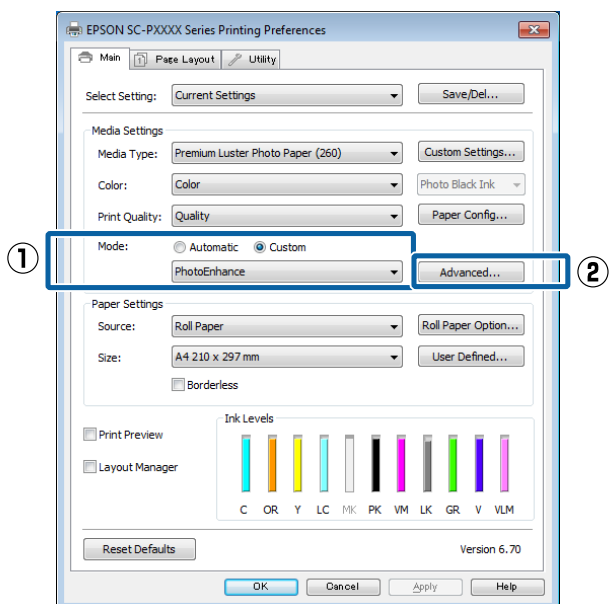 EPSON SC-PXXXX Series Printing Preferences
Main Page Layout Utility
Select Setting: Current Settings Save/Del...
Media Settings
Media Type: Premium Luster Photo Paper (260) Custom Settings...
Color: Color Photo Black Ink
Print Quality: Quality Paper Config...
Mode: Automatic Custom
① PhotoEnhance Advanced... ②
Paper Settings
Source: Roll Paper Roll Paper Option...
Size: A4 210 x 297 mm User Defined...
Borderless
Ink Levels
Print Preview
Layout Manager
C OR Y LC MK PK VM LK GR V VLM
Reset Defaults Version 6.70
OK Cancel Apply Help